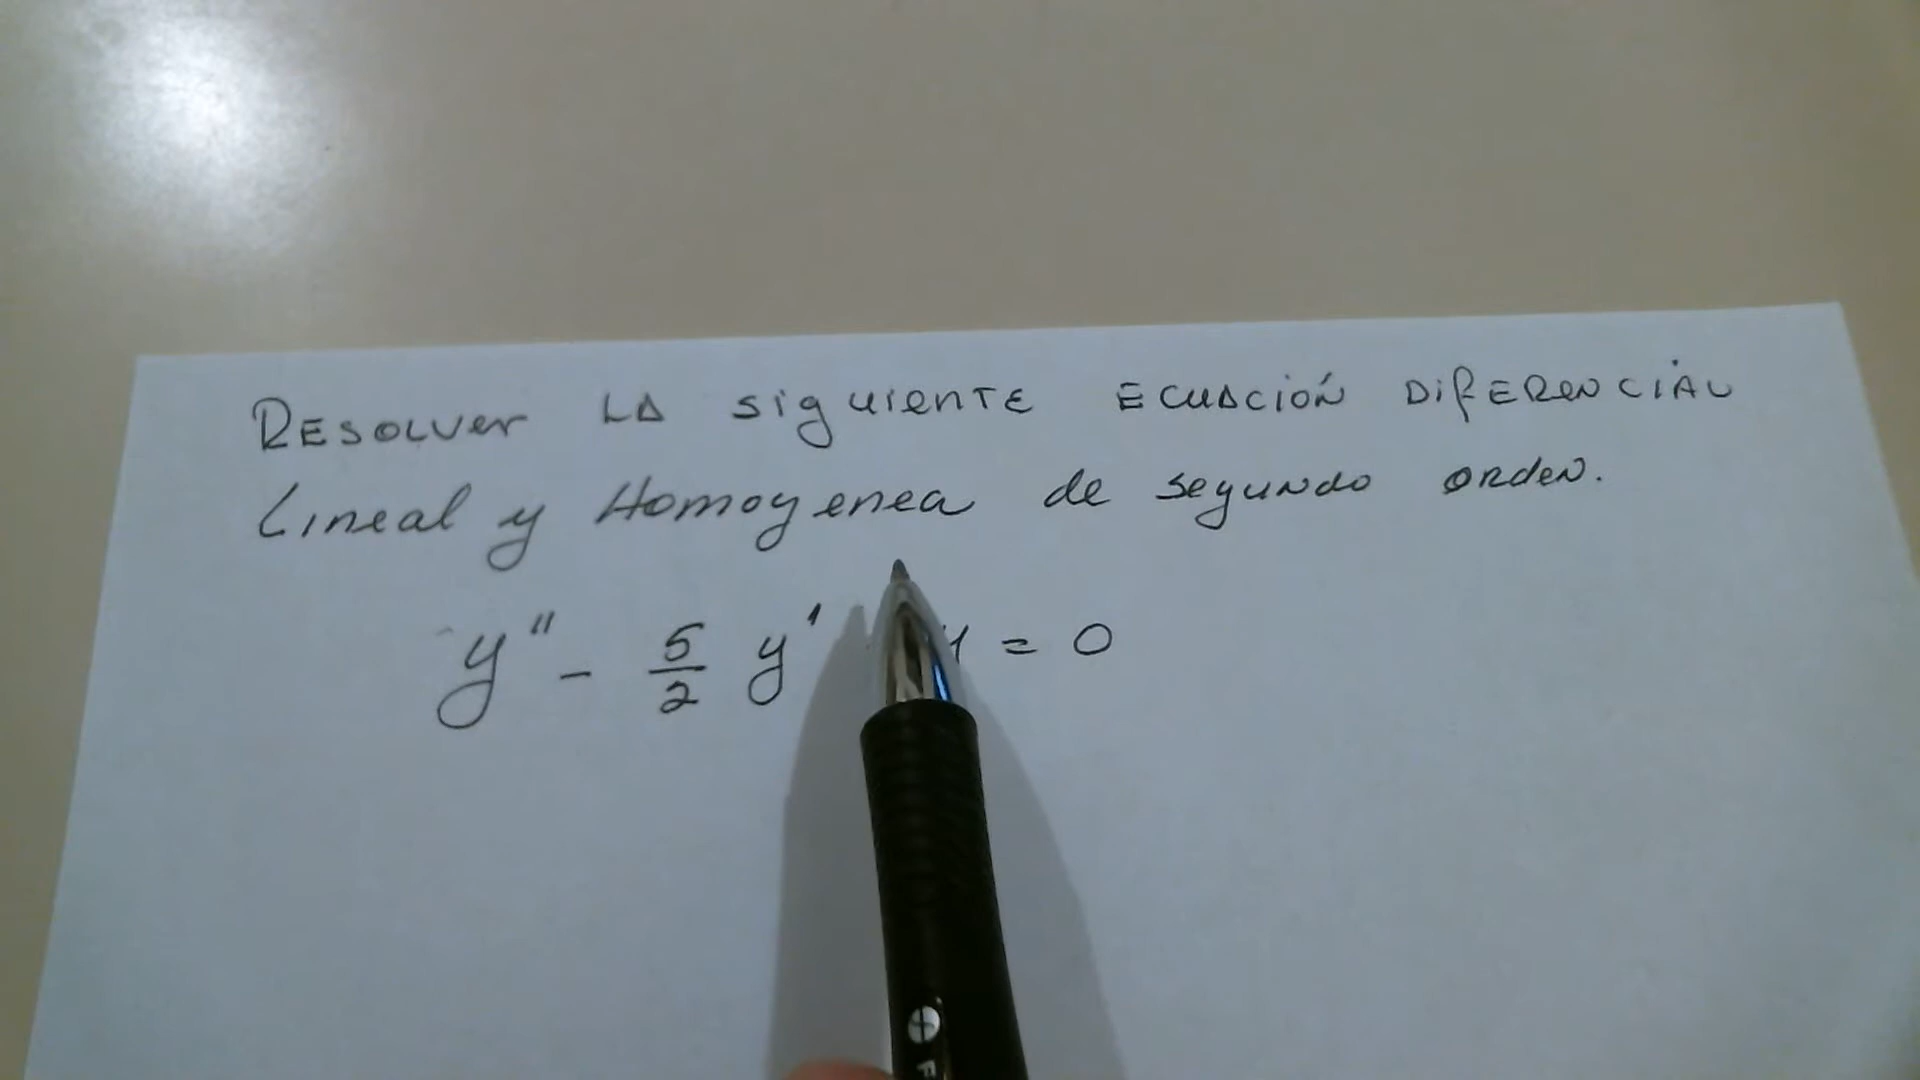 RESOLVER LA SIGUIENTE ECUACIÓN DIFERENCIAL
Lineal y Homogenea de segundo orden.
y'' - 5/2 y' = 0